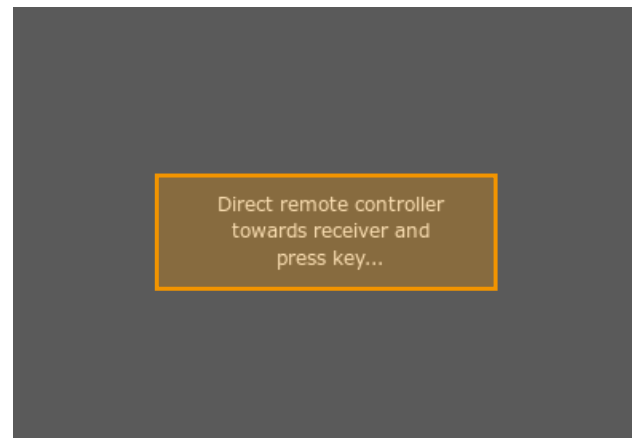 Direct remote controller
towards receiver and
press key...